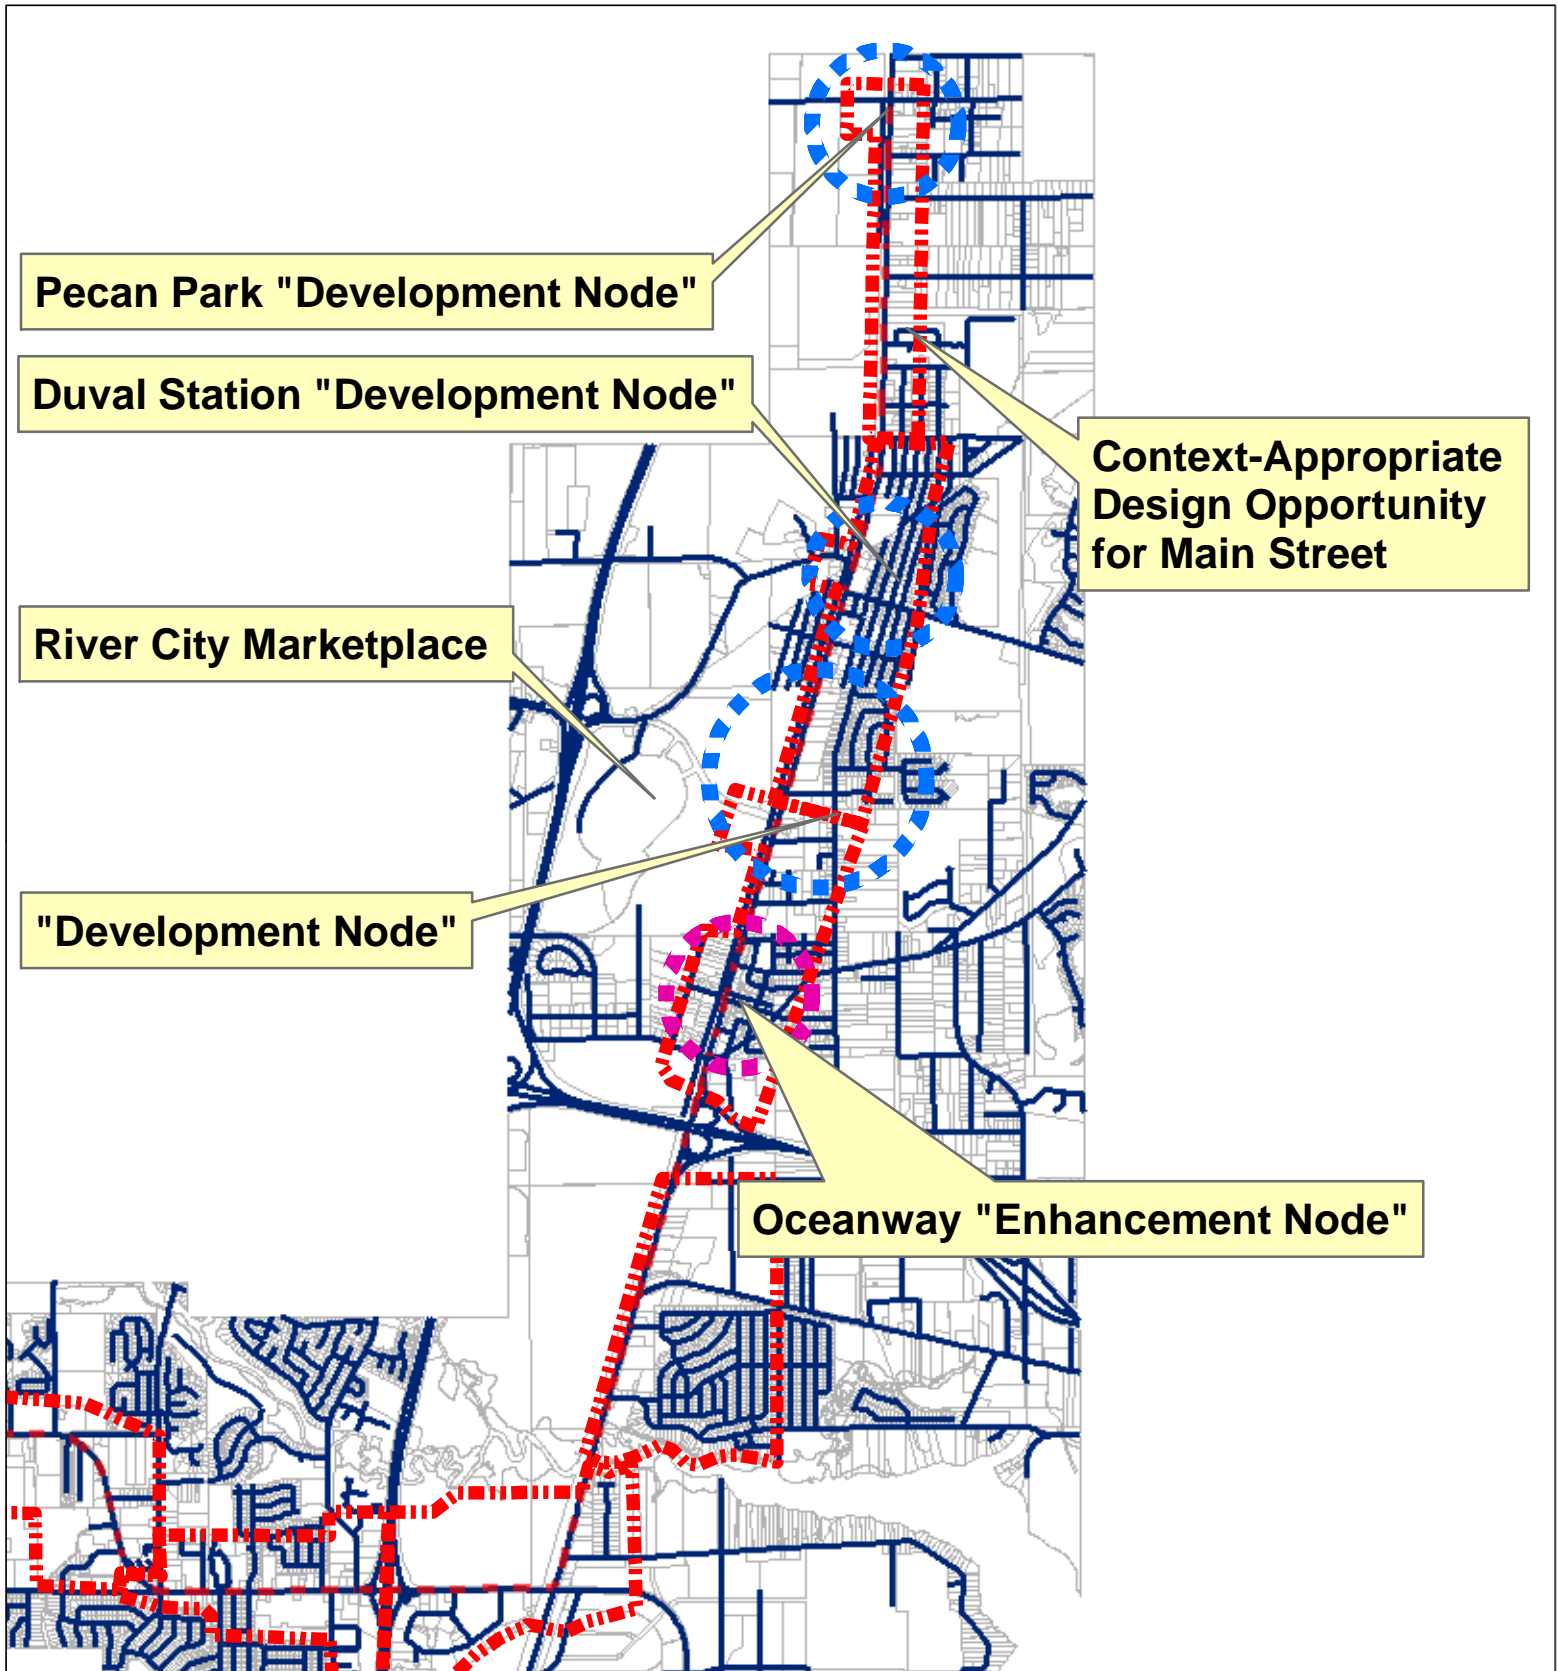 Pecan Park "Development Node"
Duval Station "Development Node"
Context-Appropriate
Design Opportunity
for Main Street
River City Marketplace
"Development Node"
Oceanway "Enhancement Node"